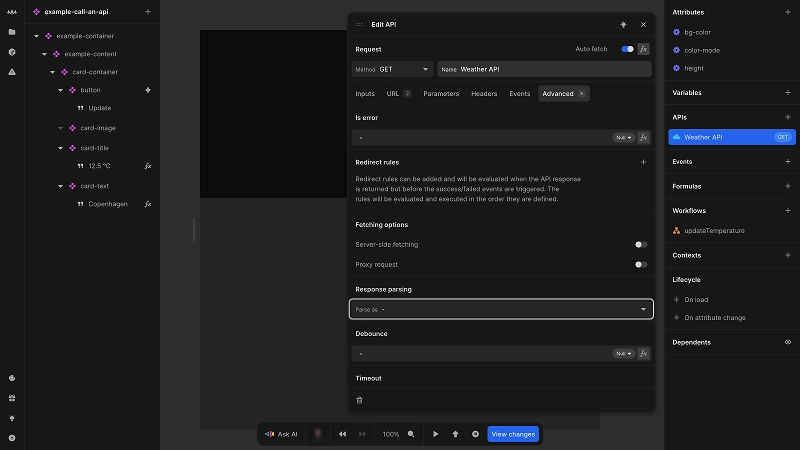 example-call-an-api
example-container
example-content
card-container
button
Update
card-image
card-title
12.5 °C
fx
card-text
Copenhagen
fx
Edit API
Request
Auto fetch
fx
Method GET
Name Weather API
Inputs
URL 2
Parameters
Headers
Events
Advanced
Is error
-
Null
fx
Redirect rules
Redirect rules can be added and will be evaluated when the API response
is returned but before the success/failed events are triggered. The
rules will be evaluated and executed in the order they are defined.
Fetching options
Server-side fetching
Proxy request
Response parsing
Parse as -
Debounce
-
Null
fx
Timeout
Ask AI
100%
View changes
Attributes
bg-color
color-mode
height
Variables
APIs
Weather API
GET
Events
Formulas
Workflows
updateTemperature
Contexts
Lifecycle
On load
On attribute change
Dependents